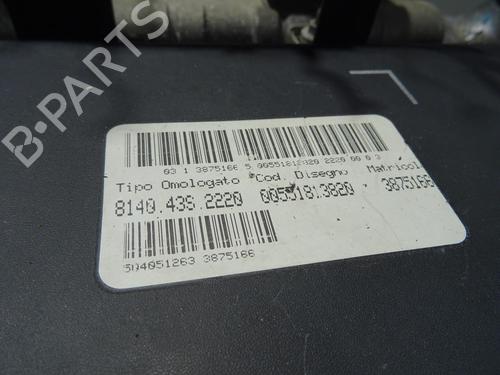 B-PARTS
03 1 3875166 5 00551813820 2220 00 0 3
Tipo Omologato Cod. Disegno Matricol
8140.43S.2220 00551813820 3875166
504051263 3875166